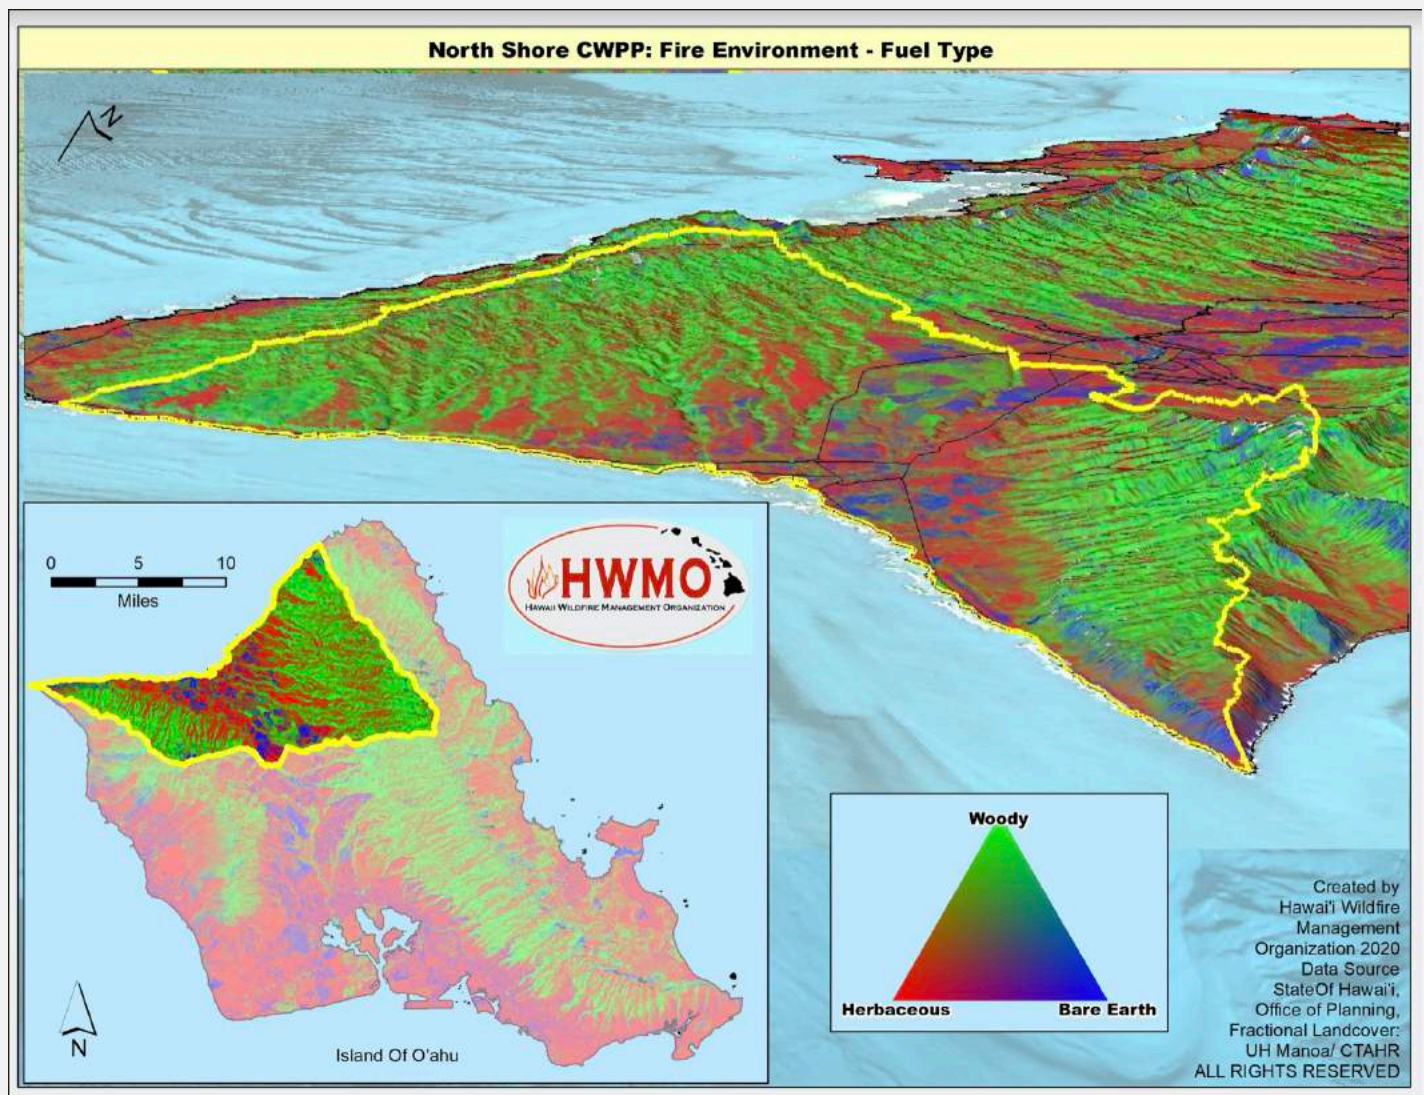 North Shore CWPP: Fire Environment - Fuel Type
N
0 5 10
Miles
HWMO
HAWAII WILDFIRE MANAGEMENT ORGANIZATION
Woody
Herbaceous
Bare Earth
N
Island Of O'ahu
Created by
Hawai'i Wildfire
Management
Organization 2020
Data Source
StateOf Hawai'i,
Office of Planning,
Fractional Landcover:
UH Manoa/ CTAHR
ALL RIGHTS RESERVED